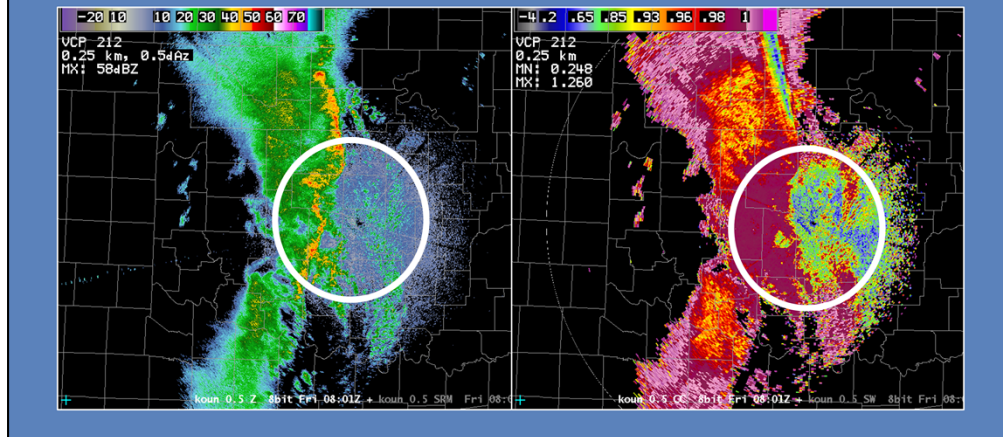 -20 10 10 20 30 40 50 60 70
VCP 212
0.25 km, 0.5dAz
MX: 58dBZ
koun 0.5 Z 8bit Fri 08:01Z + koun 0.5 SRM Fri 08:
-4 .2 .65 .85 .93 .96 .98 1
VCP 212
0.25 km
MN: 0.248
MX: 1.260
koun 0.5 CC 8bit Fri 08:01Z + koun 0.5 SW 8bit Fri 08:0